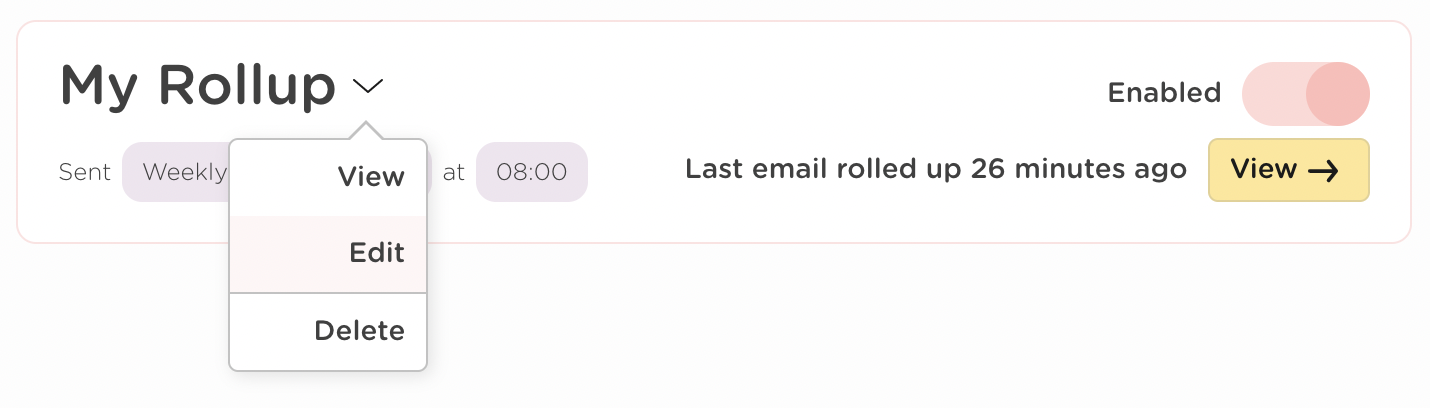 My Rollup
Enabled
Sent Weekly at 08:00
Last email rolled up 26 minutes ago
View →
View
Edit
Delete